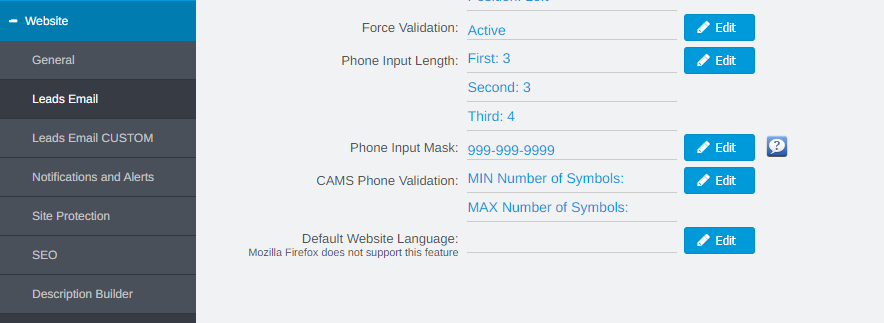 Website
General
Leads Email
Leads Email CUSTOM
Notifications and Alerts
Site Protection
SEO
Description Builder
Position: Left
Force Validation:
Active
Edit
Phone Input Length:
First: 3
Edit
Second: 3
Third: 4
Phone Input Mask:
999-999-9999
Edit
?
CAMS Phone Validation:
MIN Number of Symbols:
Edit
MAX Number of Symbols:
Default Website Language:
Edit
Mozilla Firefox does not support this feature